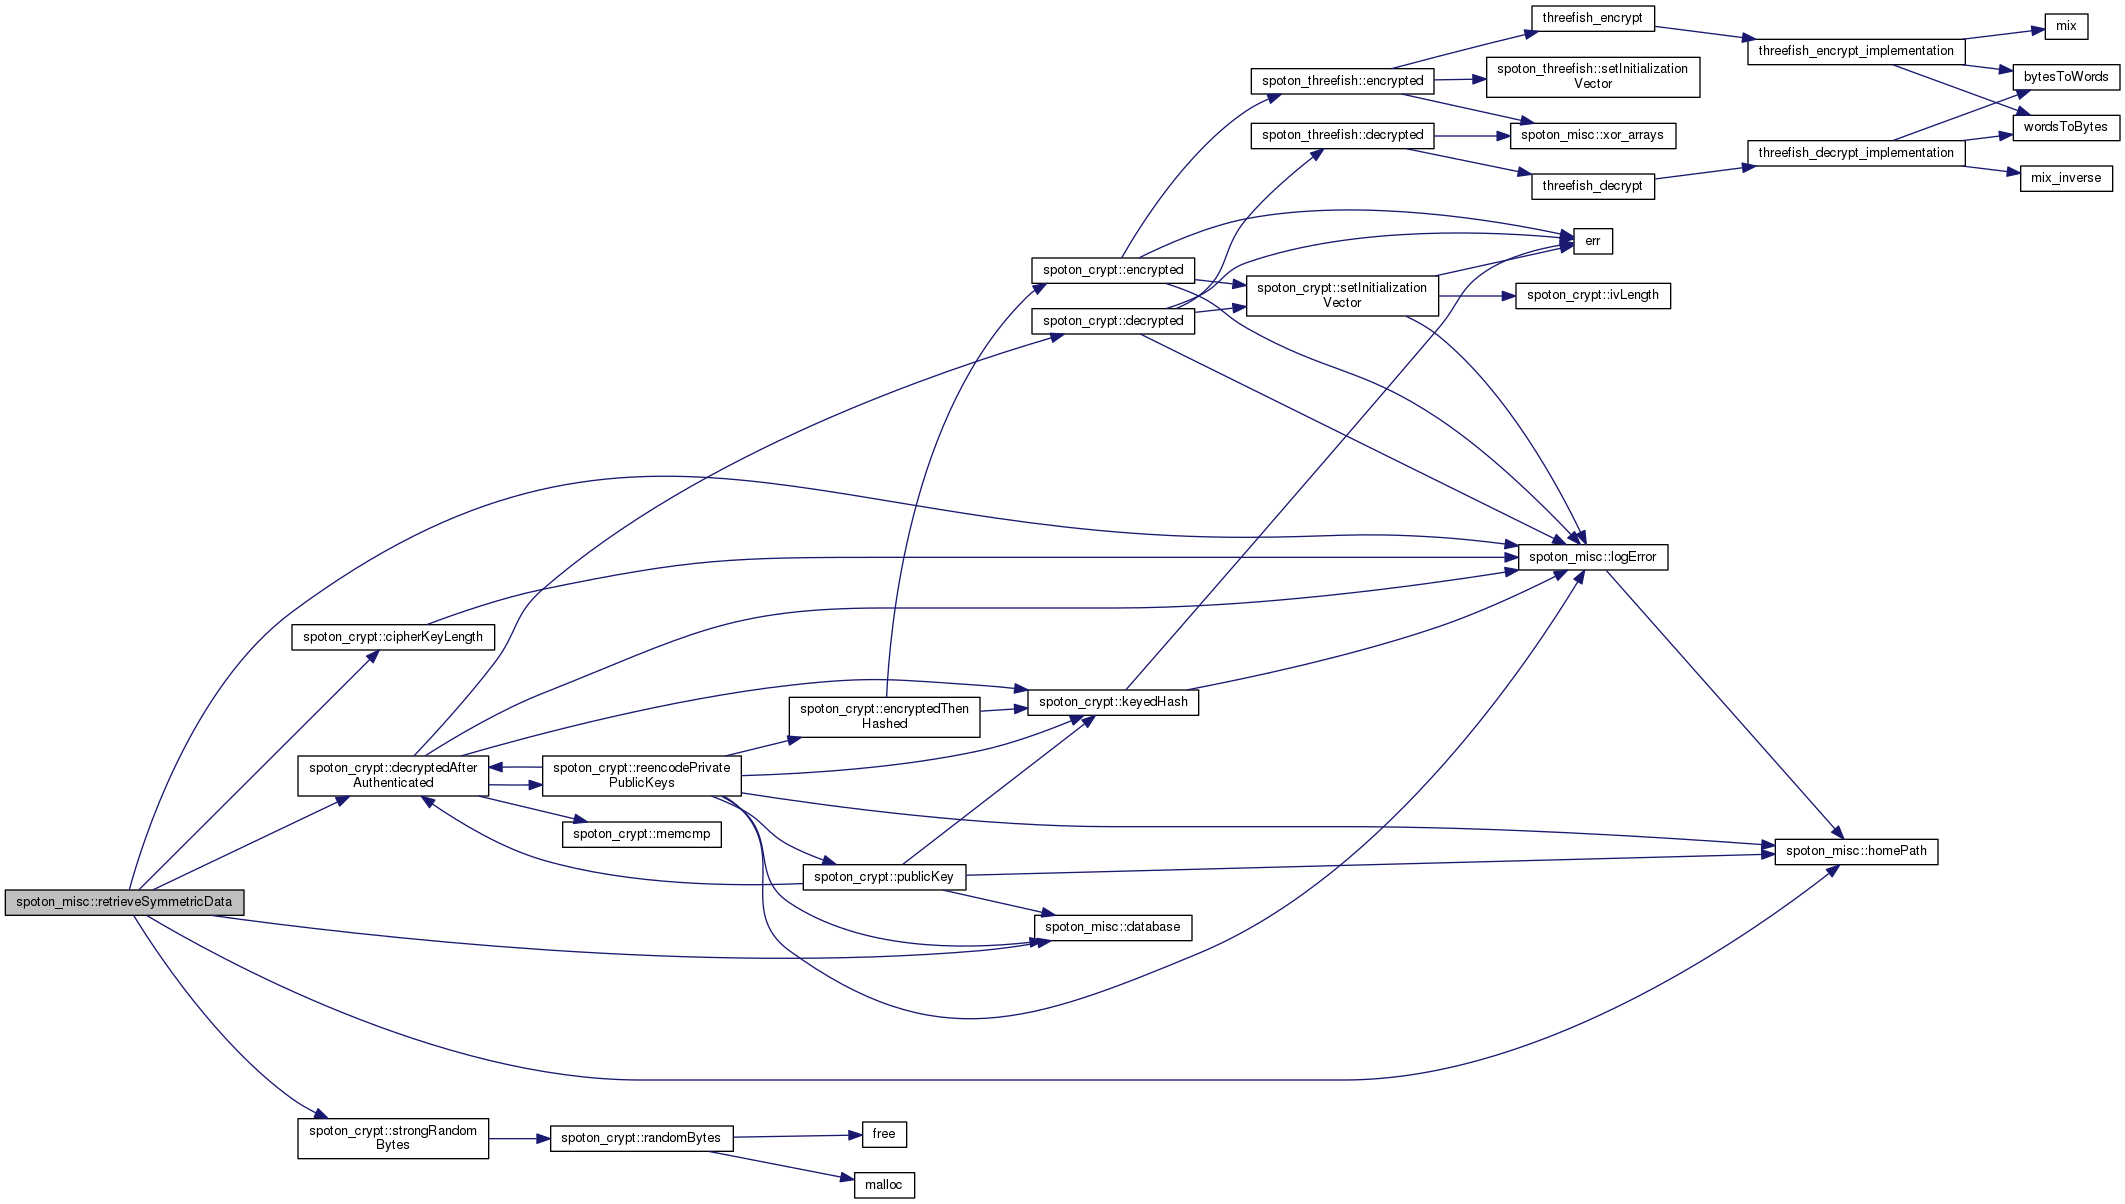 threefish_encrypt
mix
threefish_encrypt_implementation
spoton_threefish::setInitialization
Vector
spoton_threefish::encrypted
bytesToWords
wordsToBytes
spoton_threefish::decrypted
spoton_misc::xor_arrays
threefish_decrypt_implementation
mix_inverse
threefish_decrypt
err
spoton_crypt::encrypted
spoton_crypt::setInitialization
Vector
spoton_crypt::ivLength
spoton_crypt::decrypted
spoton_misc::logError
spoton_crypt::cipherKeyLength
spoton_crypt::keyedHash
spoton_crypt::encryptedThen
Hashed
spoton_crypt::decryptedAfter
Authenticated
spoton_crypt::reencodePrivate
PublicKeys
spoton_crypt::memcmp
spoton_misc::homePath
spoton_crypt::publicKey
spoton_misc::retrieveSymmetricData
spoton_misc::database
spoton_crypt::strongRandom
Bytes
spoton_crypt::randomBytes
free
malloc